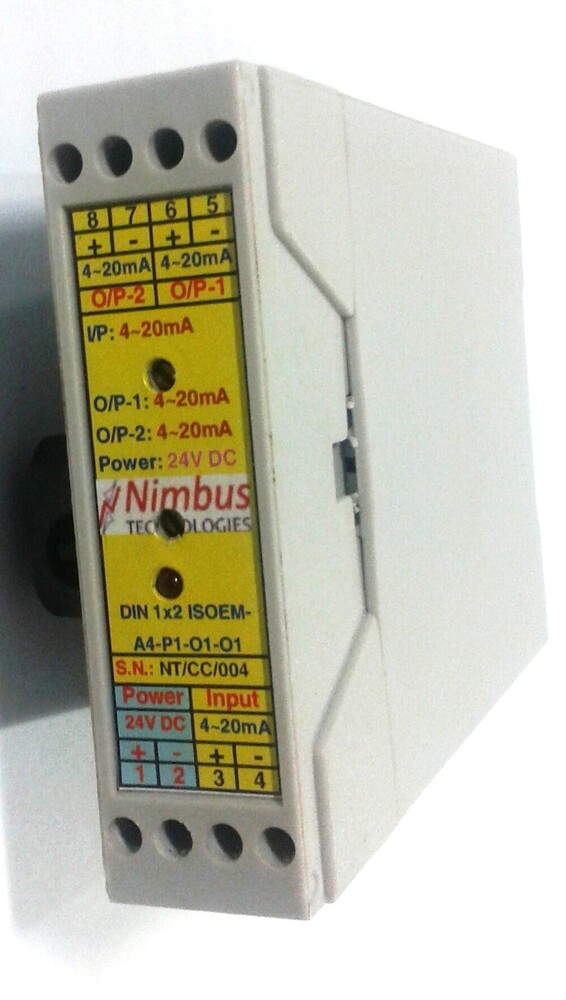 8 7 6 5
+ - + -
4~20mA 4~20mA
O/P-2 O/P-1
I/P: 4~20mA
O/P-1: 4~20mA
O/P-2: 4~20mA
Power: 24V DC
Nimbus
TECHNOLOGIES
DIN 1x2 ISOEM-
A4-P1-O1-O1
S.N.: NT/CC/004
Power Input
24V DC 4~20mA
+ - + -
1 2 3 4